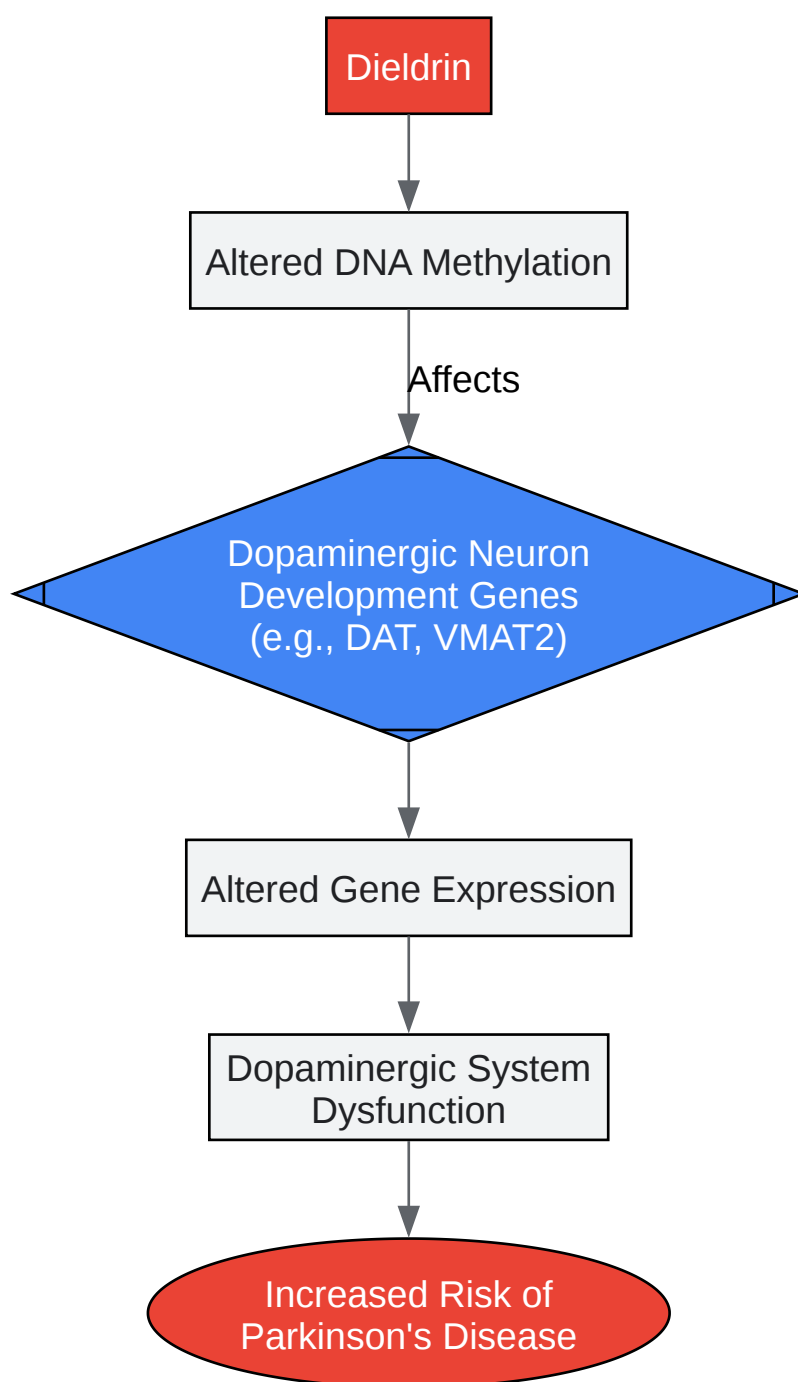 Dieldrin
Altered DNA Methylation
Affects
Dopaminergic Neuron
Development Genes
(e.g., DAT, VMAT2)
Altered Gene Expression
Dopaminergic System
Dysfunction
Increased Risk of
Parkinson's Disease